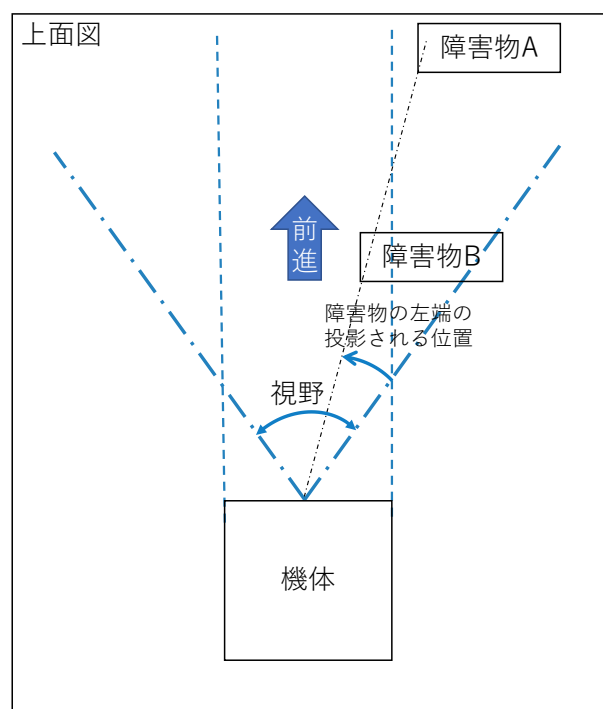 上面図
障害物A
前
進
障害物B
障害物の左端の
投影される位置
視野
機体